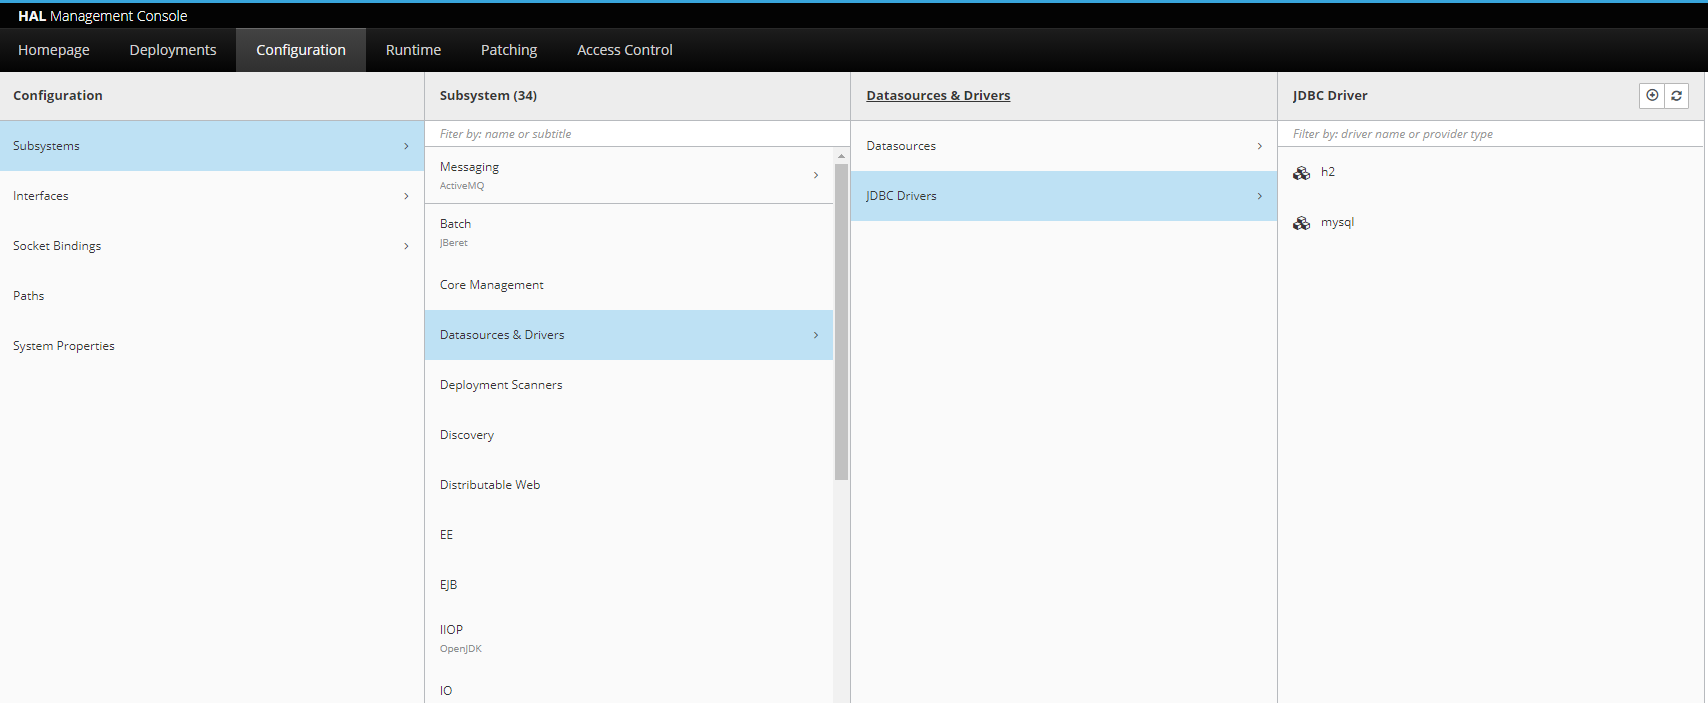 HAL Management Console
Homepage Deployments Configuration Runtime Patching Access Control
Configuration
Subsystems
Interfaces
Socket Bindings
Paths
System Properties
Subsystem (34)
Fiter by: name or subtitle
Messaging
ActiveMQ
Batch
JBeret
Core Management
Datasources & Drivers
Deployment Scanners
Discovery
Distributable Web
EE
EJB
IIOP
OpenJDK
IO
Datasources & Drivers
Datasources
JDBC Drivers
JDBC Driver
Filter by: driver name or provider type
h2
mysql